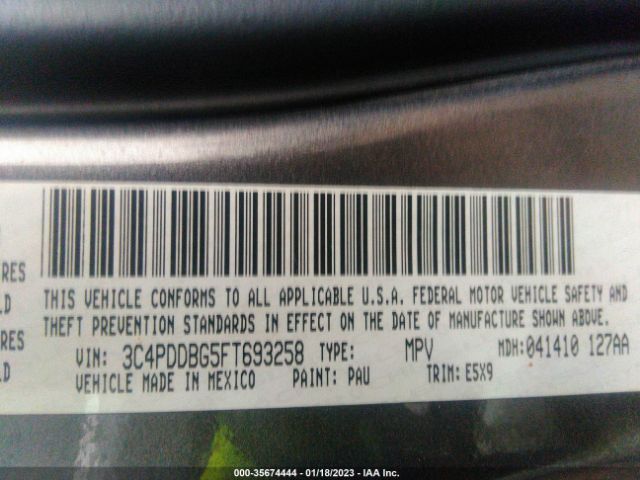 RES
LD
THIS VEHICLE CONFORMS TO ALL APPLICABLE U.S.A. FEDERAL MOTOR VEHICLE SAFETY AND
THEFT PREVENTION STANDARDS IN EFFECT ON THE DATE OF MANUFACTURE SHOWN ABOVE.
RES
VIN: 3C4PDDBG5FT693258 TYPE: MPV MDH:041410 127AA
LD
VEHICLE MADE IN MEXICO PAINT: PAU TRIM: E5X9
000-35674444 - 01/18/2023 - IAA Inc.